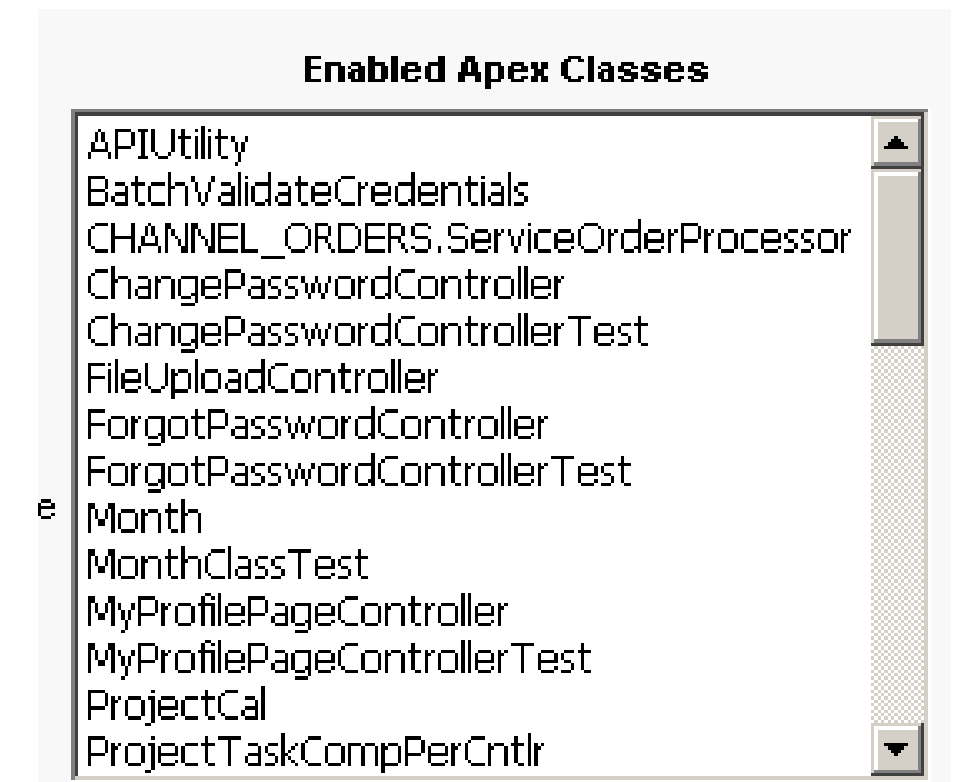 Enabled Apex Classes
APIUtility
BatchValidateCredentials
CHANNEL_ORDERS.ServiceOrderProcessor
ChangePasswordController
ChangePasswordControllerTest
FileUploadController
ForgotPasswordController
ForgotPasswordControllerTest
e
Month
MonthClassTest
MyProfilePageController
MyProfilePageControllerTest
ProjectCal
ProjectTaskCompPerCntlr